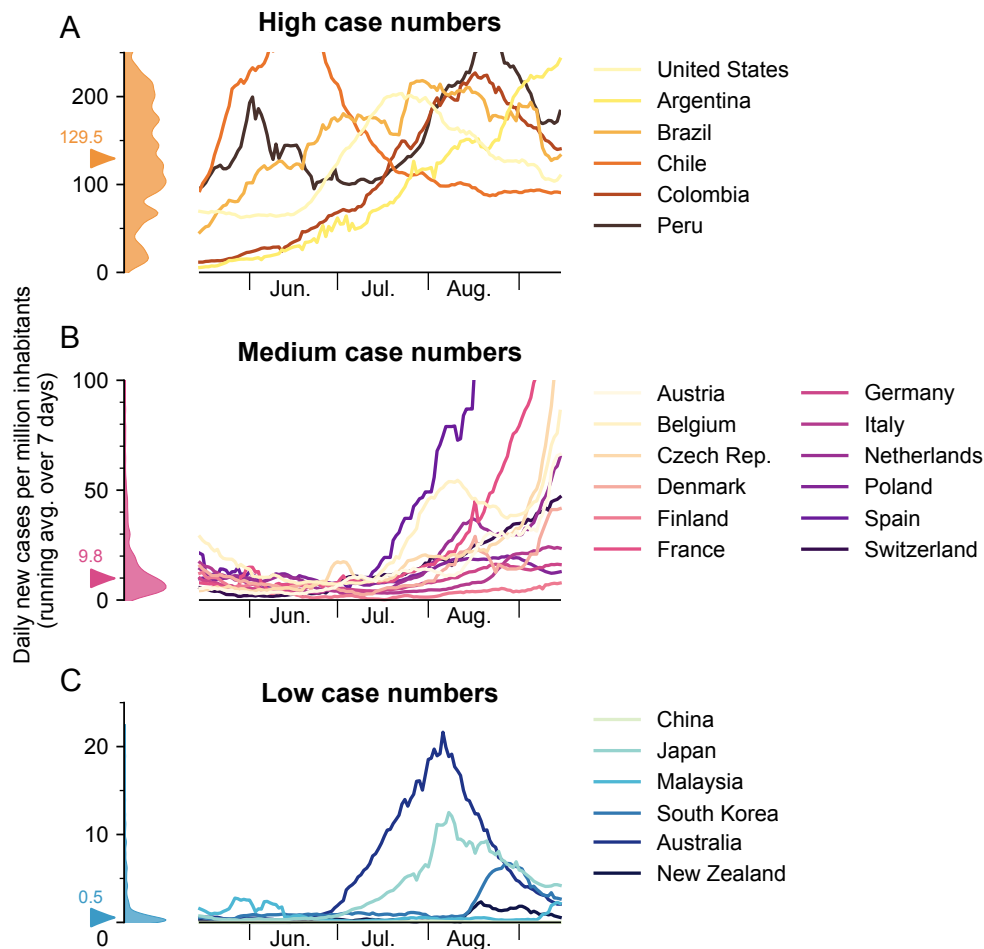 A
High case numbers
200
129.5
100
0
Jun.
Jul.
Aug.
United States
Argentina
Brazil
Chile
Colombia
Peru
Daily new cases per million inhabitants
(running avg. over 7 days)
B
Medium case numbers
100
50
9.8
0
Jun.
Jul.
Aug.
Austria
Belgium
Czech Rep.
Denmark
Finland
France
Germany
Italy
Netherlands
Poland
Spain
Switzerland
C
Low case numbers
20
10
0.5
0
Jun.
Jul.
Aug.
China
Japan
Malaysia
South Korea
Australia
New Zealand